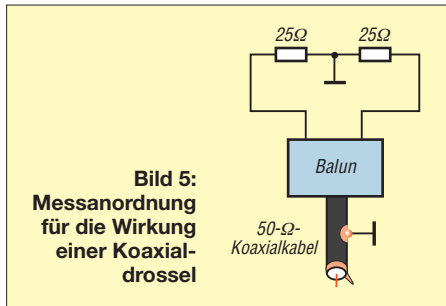 25Ω 25Ω
Balun
Bild 5:
Messanordnung
für die Wirkung
einer Koaxial-
drossel
50-Ω-
Koaxialkabel